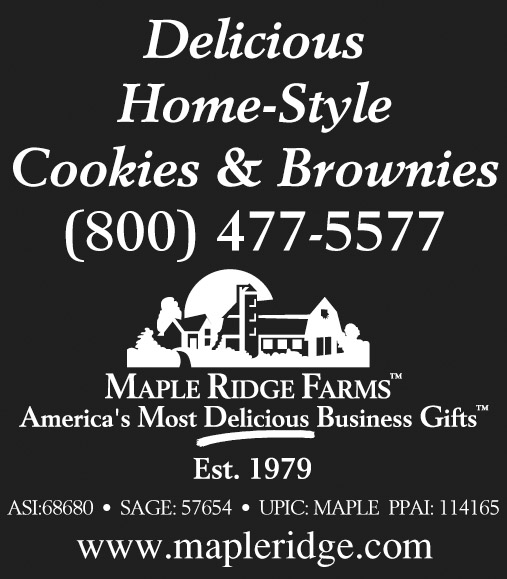 Delicious
Home-Style
Cookies & Brownies
(800) 477-5577
MAPLE RIDGE FARMS™
America's Most Delicious Business Gifts™
Est. 1979
ASI:68680 • SAGE: 57654 • UPIC: MAPLE PPAI: 114165
www.mapleridge.com